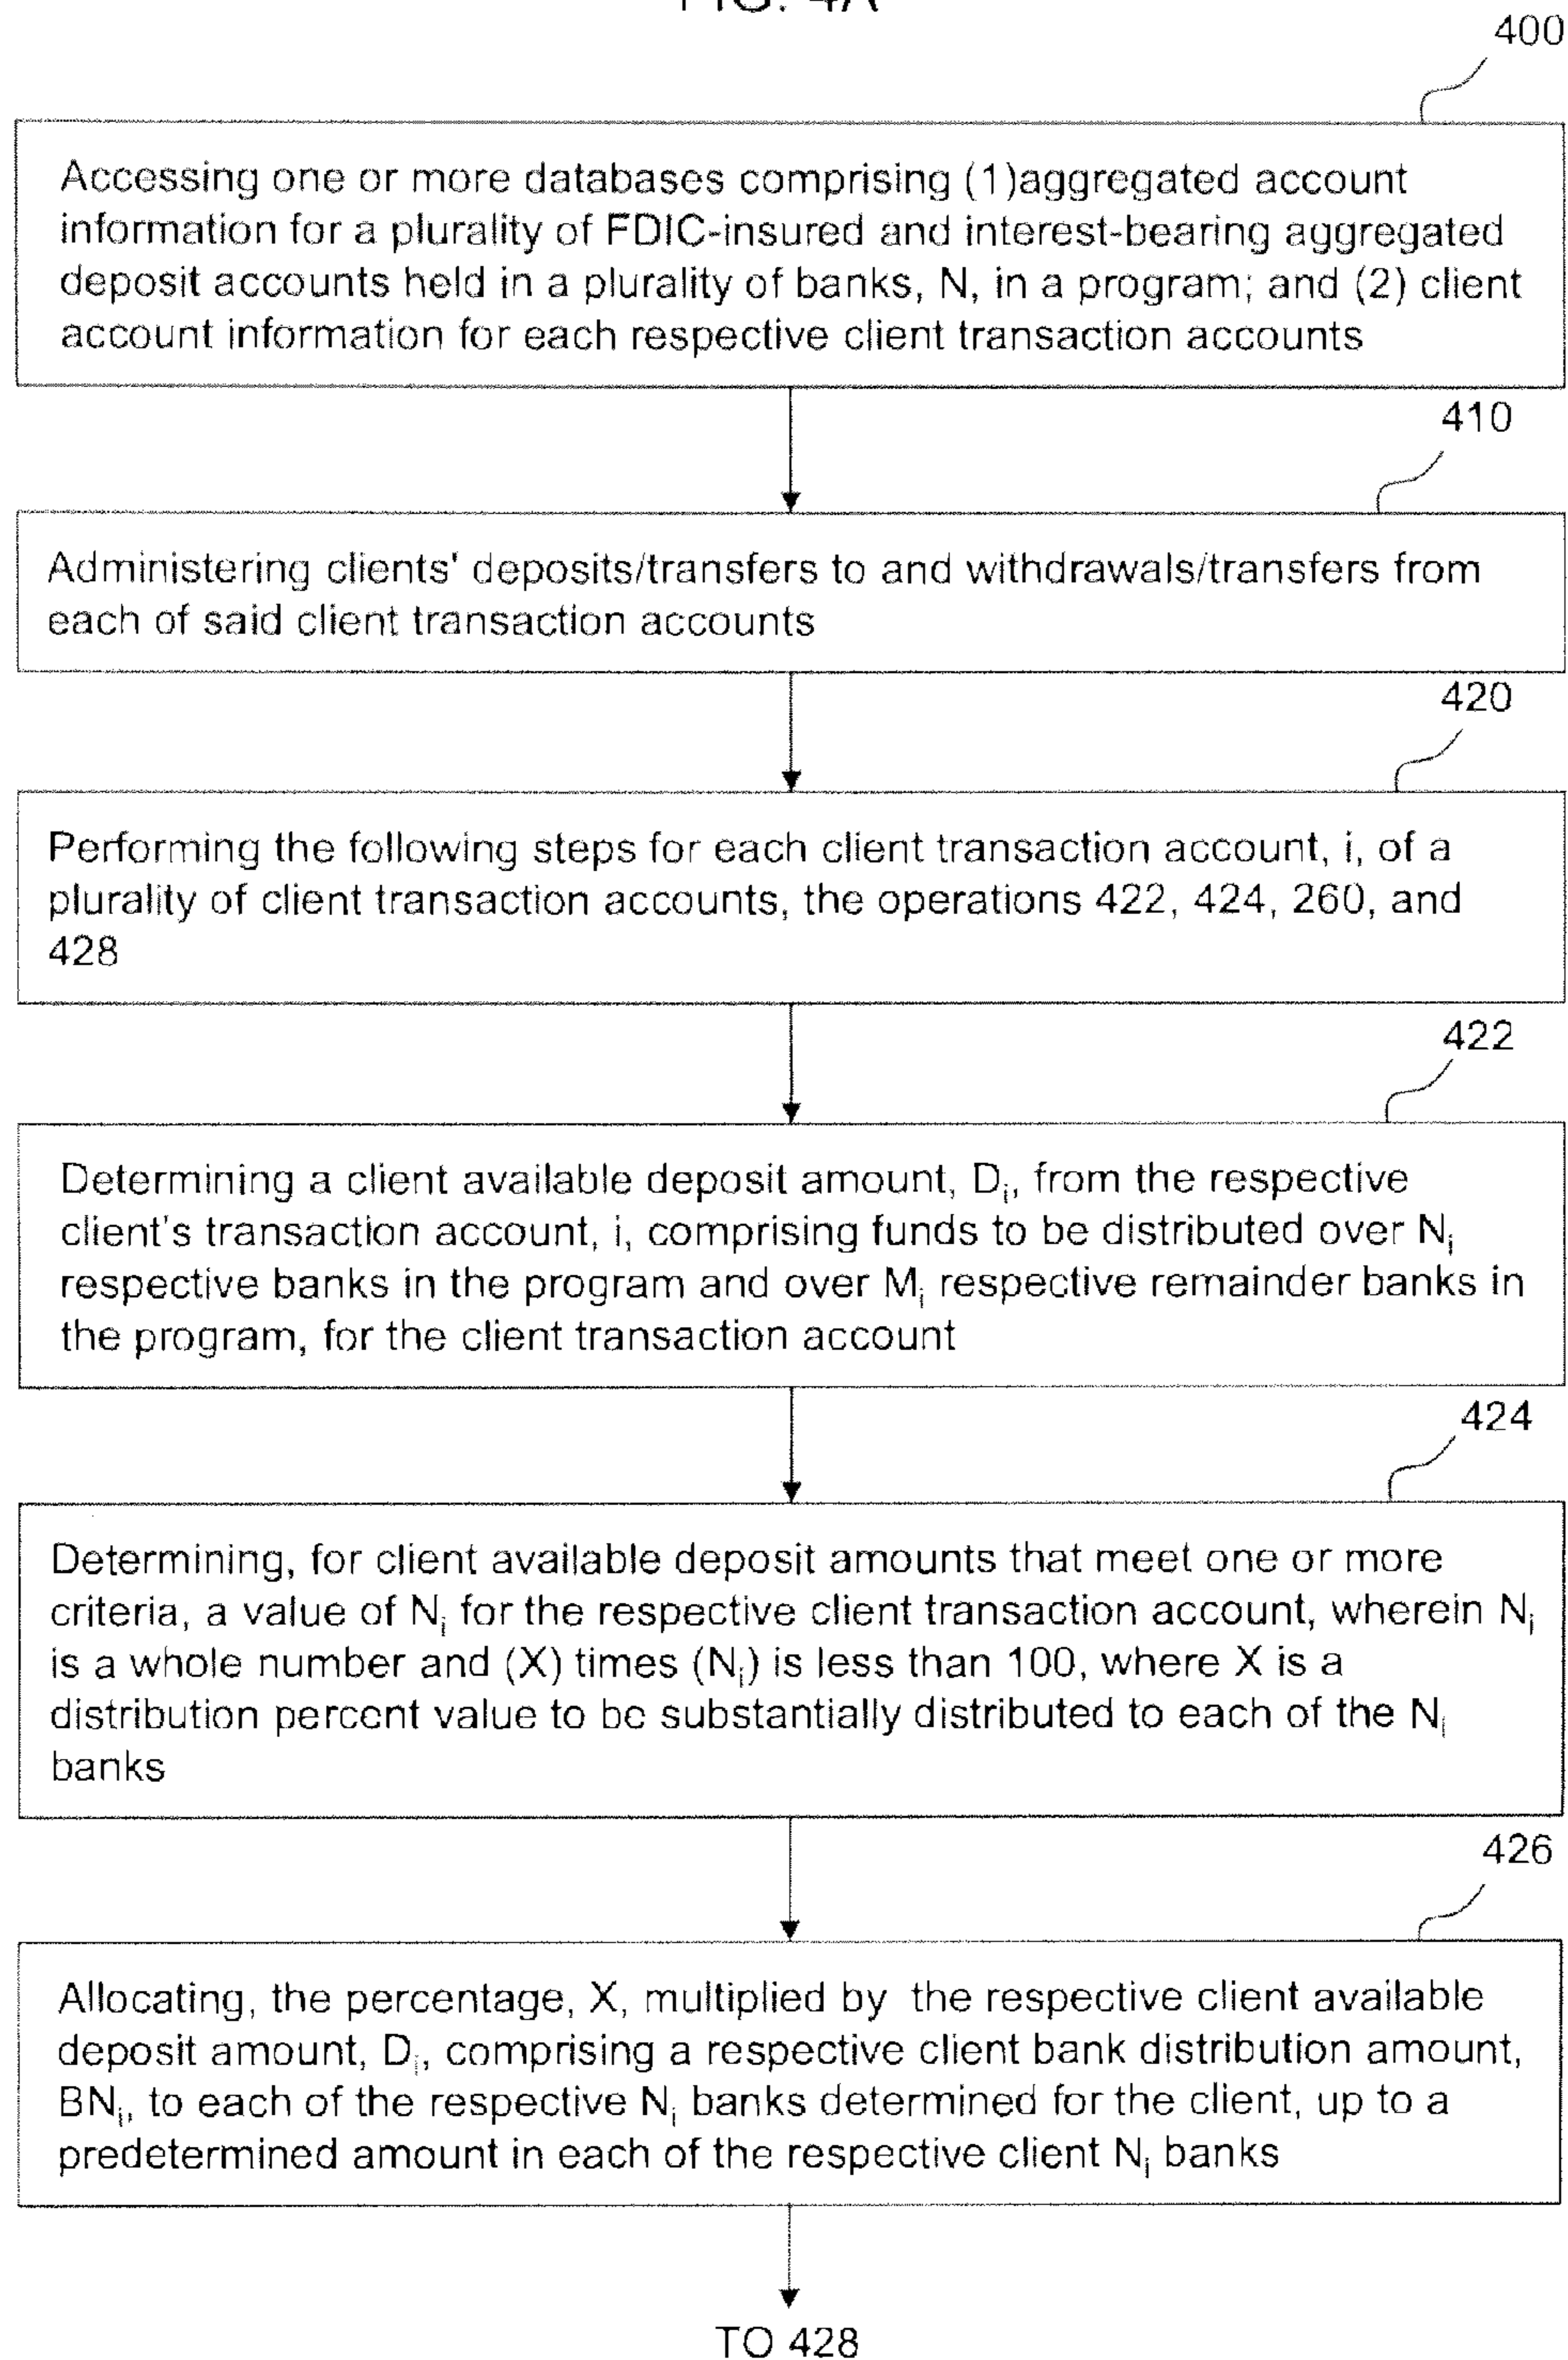 FIG. 4A
400
Accessing one or more databases comprising (1)aggregated account
information for a plurality of FDIC-insured and interest-bearing aggregated
deposit accounts held in a plurality of banks, N, in a program; and (2) client
account information for each respective client transaction accounts
410
Administering clients' deposits/transfers to and withdrawals/transfers from
each of said client transaction accounts
420
Performing the following steps for each client transaction account, i, of a
plurality of client transaction accounts, the operations 422, 424, 260, and
428
422
Determining a client available deposit amount, Di, from the respective
client's transaction account, i, comprising funds to be distributed over Ni
respective banks in the program and over Mi respective remainder banks in
the program, for the client transaction account
424
Determining, for client available deposit amounts that meet one or more
criteria, a value of Ni for the respective client transaction account, wherein Ni
is a whole number and (X) times (Ni) is less than 100, where X is a
distribution percent value to be substantially distributed to each of the Ni
banks
426
Allocating, the percentage, X, multiplied by the respective client available
deposit amount, Di, comprising a respective client bank distribution amount,
BNi, to each of the respective Ni banks determined for the client, up to a
predetermined amount in each of the respective client Ni banks
TO 428